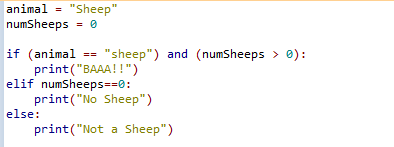 animal = "Sheep"
numSheeps = 0

if (animal == "sheep") and (numSheeps > 0):
    print("BAAA!!")
elif numSheeps==0:
    print("No Sheep")
else:
    print("Not a Sheep")